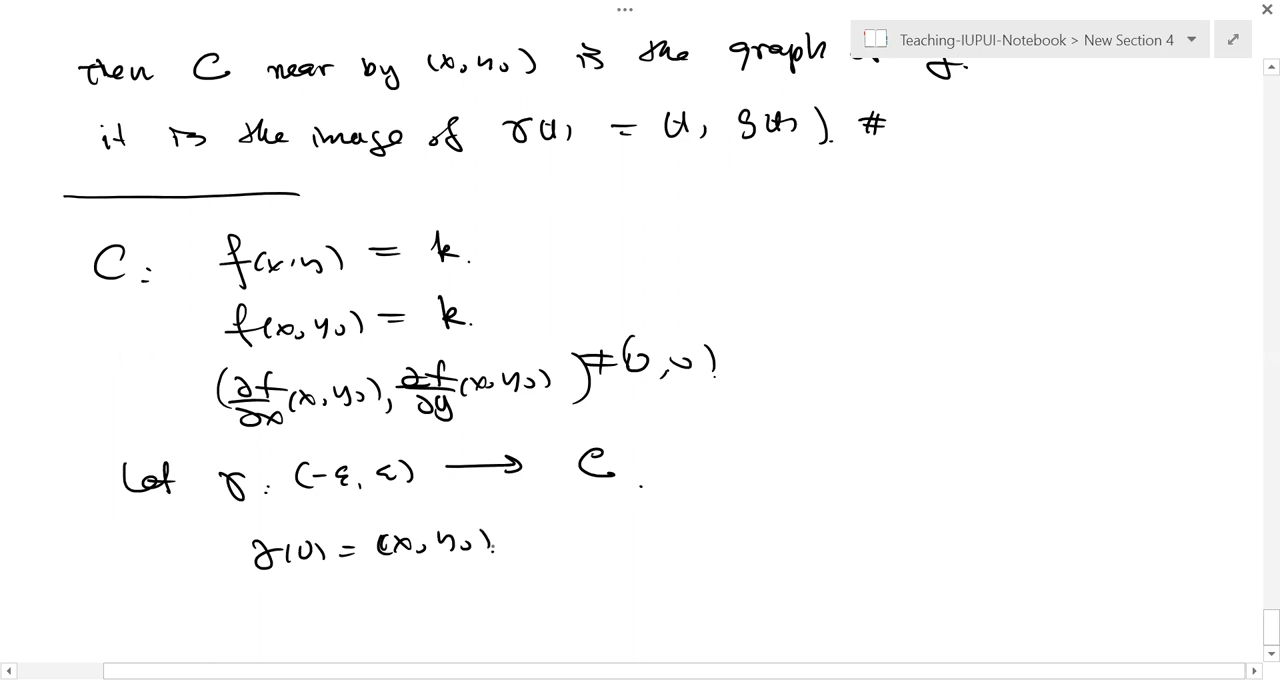 Teaching-IUPUI-Notebook > New Section 4
then C near by (x₀, y₀) is the graph g.
it is the image of γ(t) = (t, g(t)). #
C: f(x,y) = k.
f(x₀, y₀) = k.
(∂f/∂x (x₀, y₀), ∂f/∂y (x₀, y₀)) ≠ (0, 0)
Let γ: (-ε, ε) ⟶ C.
γ(0) = (x₀, y₀).